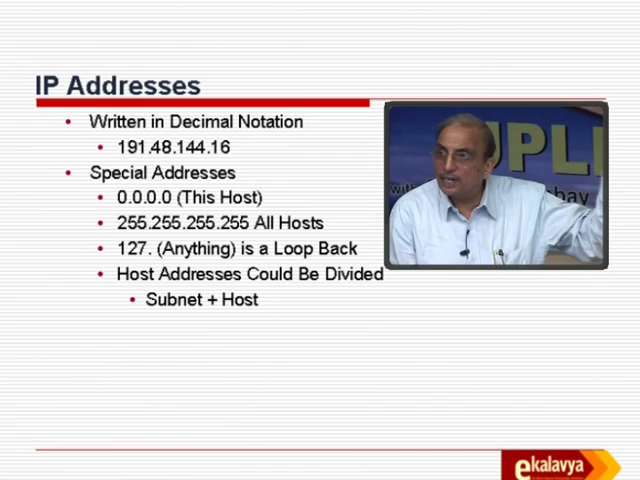 IP Addresses
• Written in Decimal Notation
• 191.48.144.16
• Special Addresses
• 0.0.0.0 (This Host)
• 255.255.255.255 All Hosts
• 127. (Anything) is a Loop Back
• Host Addresses Could Be Divided
• Subnet + Host
ekalavya